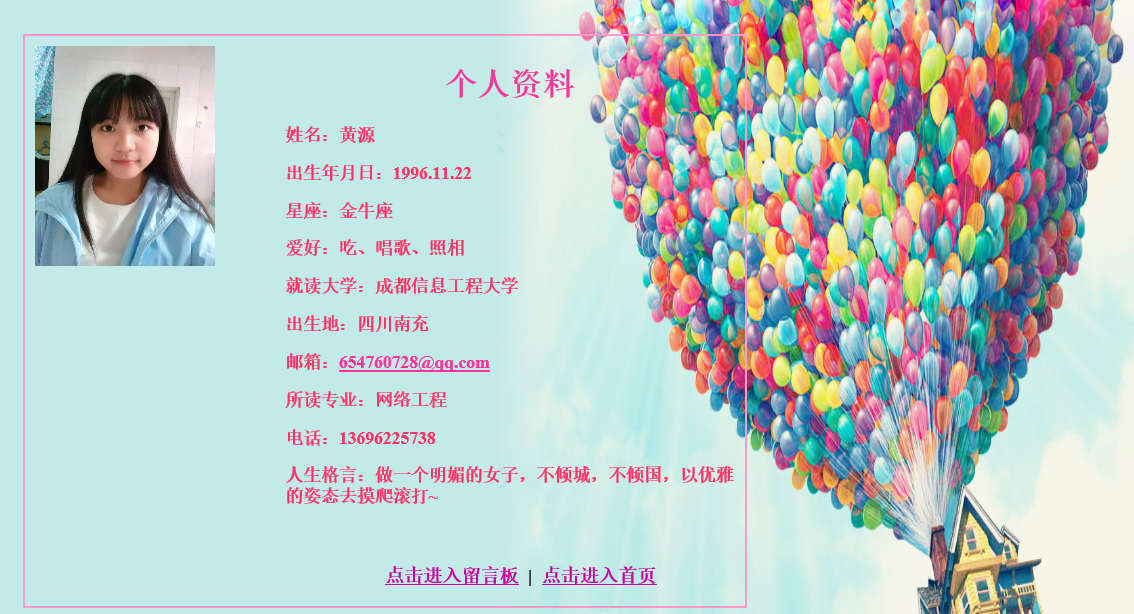 个人资料
姓名：黄源
出生年月日：1996.11.22
星座：金牛座
爱好：吃、唱歌、照相
就读大学：成都信息工程大学
出生地：四川南充
邮箱：654760728@qq.com
所读专业：网络工程
电话：13696225738
人生格言：做一个明媚的女子，不倾城，不倾国，以优雅
的姿态去摸爬滚打~
点击进入留言板 | 点击进入首页